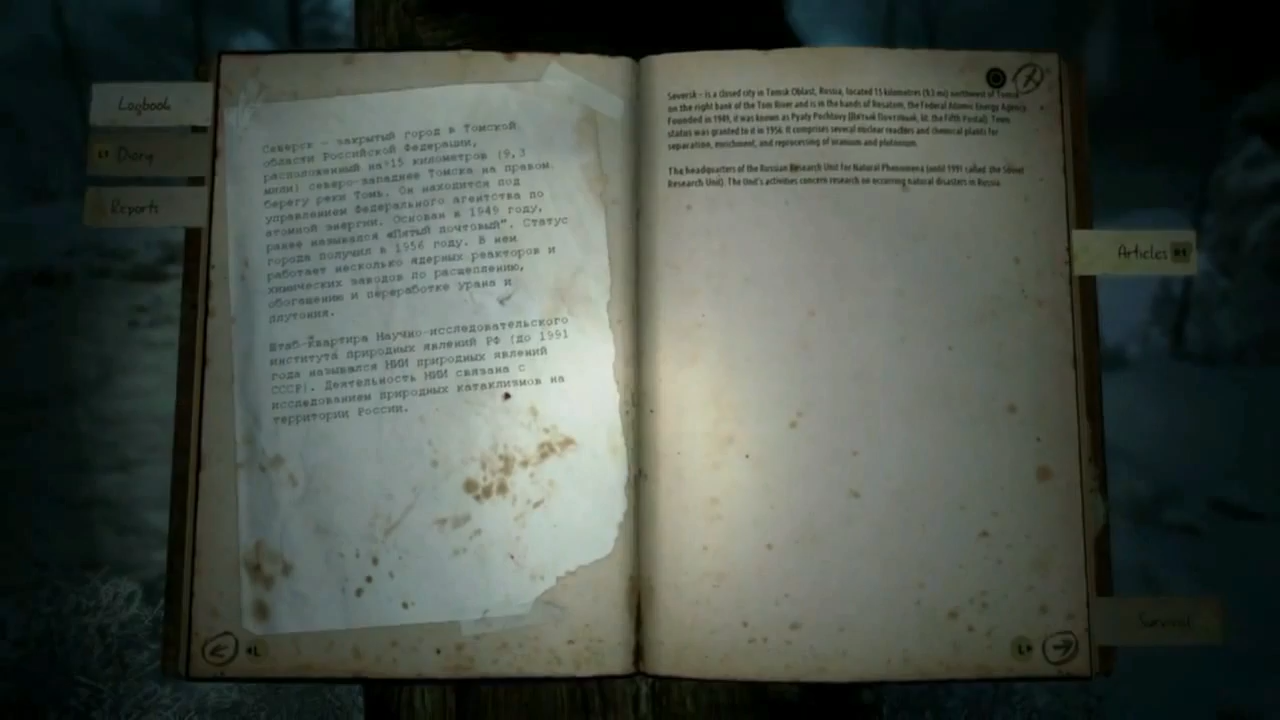 Logbook
L1 Diary
Reports
Северск - закрытый город в Томской
области Российской Федерации,
расположенный на 15 километров (9,3
мили) северо-западнее Томска на правом
берегу реки Томь. Он находится под
управлением Федерального агентства по
атомной энергии. Основан в 1949 году,
ранее назывался «Пятый почтовый". Статус
города получил в 1956 году. В нем
работает несколько ядерных реакторов и
химических заводов по расщеплению,
обогащению и переработке урана и
плутония.
Штаб-квартира Научно-исследовательского
института природных явлений РФ (до 1991
года назывался НИИ природных явлений
СССР). Деятельность НИИ связана с
исследованием природных катаклизмов на
территории России.
Seversk - is a closed city in Tomsk Oblast, Russia, located 15 kilometres (9.3 mi) northwest of Tomsk
on the right bank of the Tom River and is in the hands of Rosatom, the Federal Atomic Energy Agency.
Founded in 1949, it was known as Pyaty Pochtovy (Пятый Почтовый, lit. the Fifth Postal). Town
status was granted to it in 1956. It comprises several nuclear reactors and chemical plants for
separation, enrichment, and reprocessing of uranium and plutonium.
The headquarters of the Russian Research Unit for Natural Phenomena (until 1991 called the Soviet
Research Unit). The Unit's activities concern research on occurring natural disasters in Russia.
Articles R1
Survival
L
L